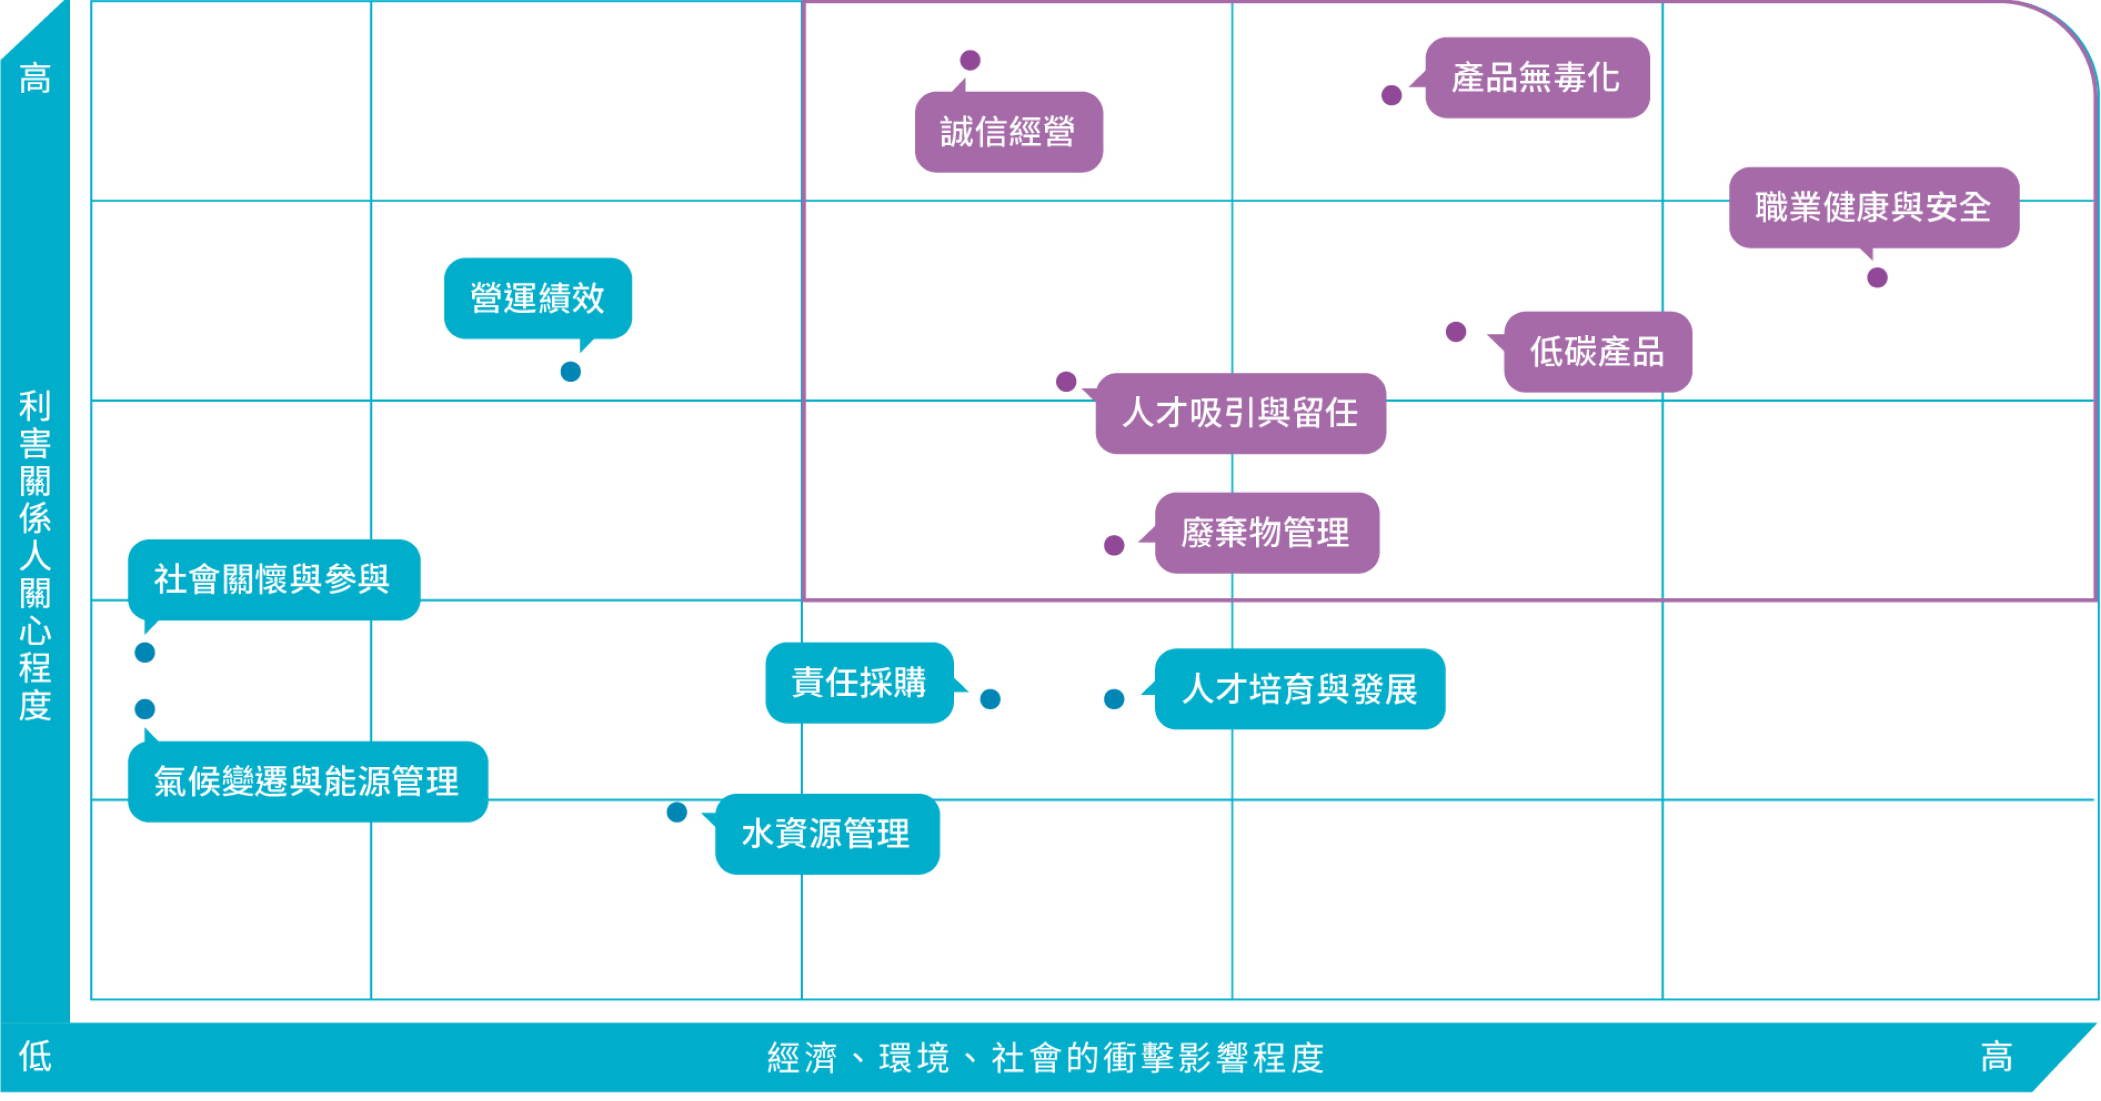 高
利害關係人關心程度
低
誠信經營
產品無毒化
職業健康與安全
營運績效
低碳產品
人才吸引與留任
廢棄物管理
社會關懷與參與
責任採購
人才培育與發展
氣候變遷與能源管理
水資源管理
經濟、環境、社會的衝擊影響程度
高